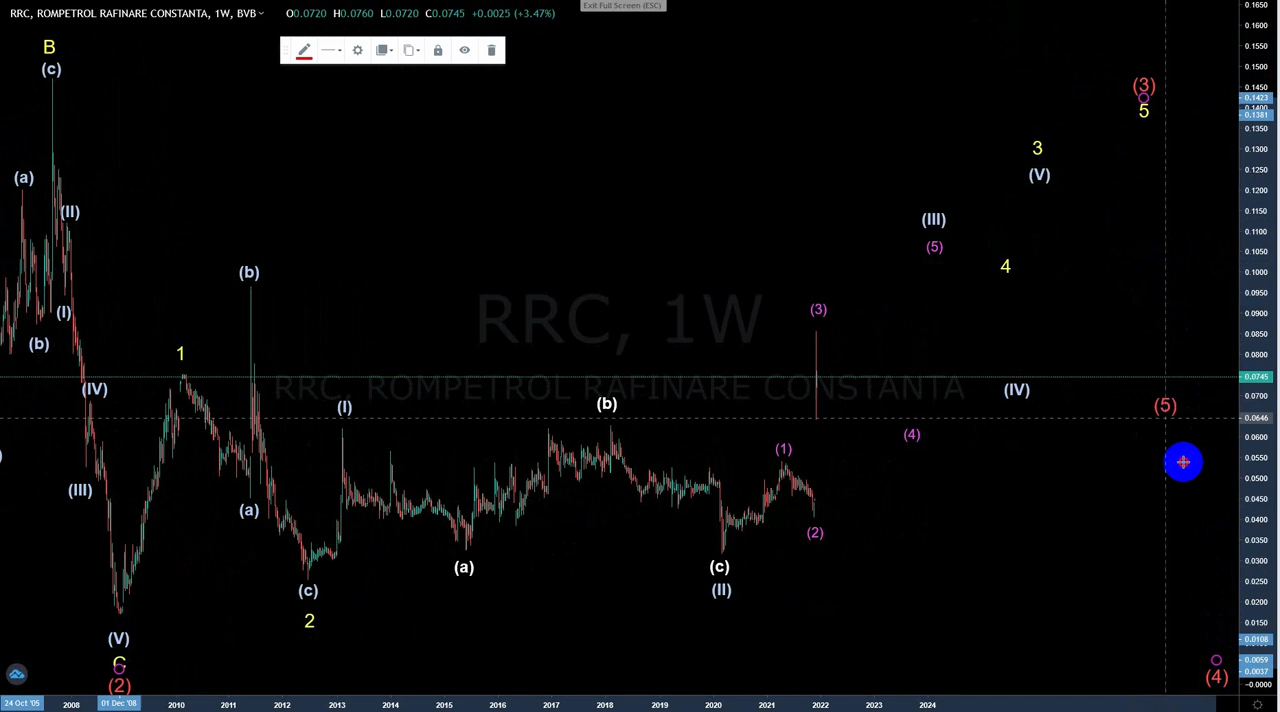 Exit Full Screen (ESC)
RRC, ROMPETROL RAFINARE CONSTANTA, 1W, BVB O0.0720 H0.0760 L0.0720 C0.0745 +0.0025 (+3.47%)
B
(c)
(a)
(II)
(I)
(b)
(IV)
(III)
(V)
C
(2)
1
(b)
(a)
(c)
2
(I)
(a)
(b)
(c)
(II)
(1)
(2)
(3)
(4)
(III)
(5)
4
3
(V)
(IV)
(3)
5
(5)
(4)
RRC, 1W
RRC, ROMPETROL RAFINARE CONSTANTA
0.1650
0.1600
0.1550
0.1500
0.1450
0.1423
0.1400
0.1381
0.1350
0.1300
0.1250
0.1200
0.1150
0.1100
0.1050
0.1000
0.0950
0.0900
0.0850
0.0800
0.0745
0.0700
0.0646
0.0600
0.0550
0.0500
0.0450
0.0400
0.0350
0.0300
0.0250
0.0200
0.0150
0.0108
0.0059
0.0037
-0.0000
24 Oct '05 2008 01 Dec '08 2010 2011 2012 2013 2014 2015 2016 2017 2018 2019 2020 2021 2022 2023 2024